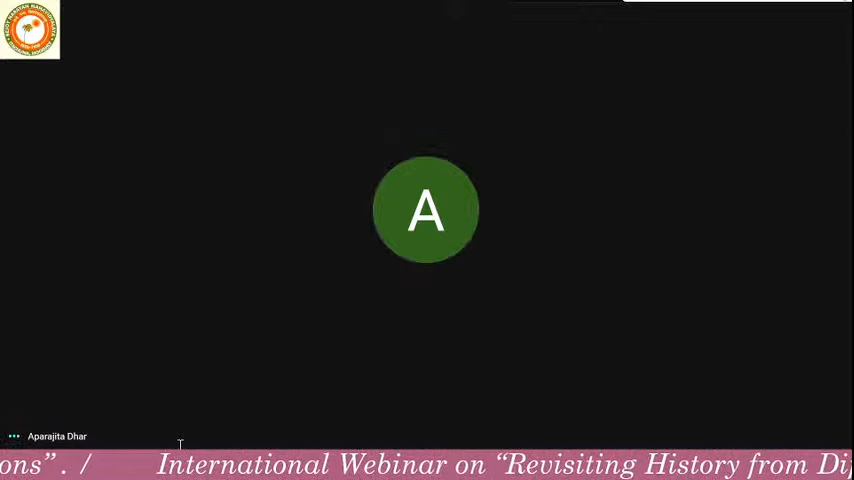 A
Aparajita Dhar
ons”. / International Webinar on “Revisiting History from Di